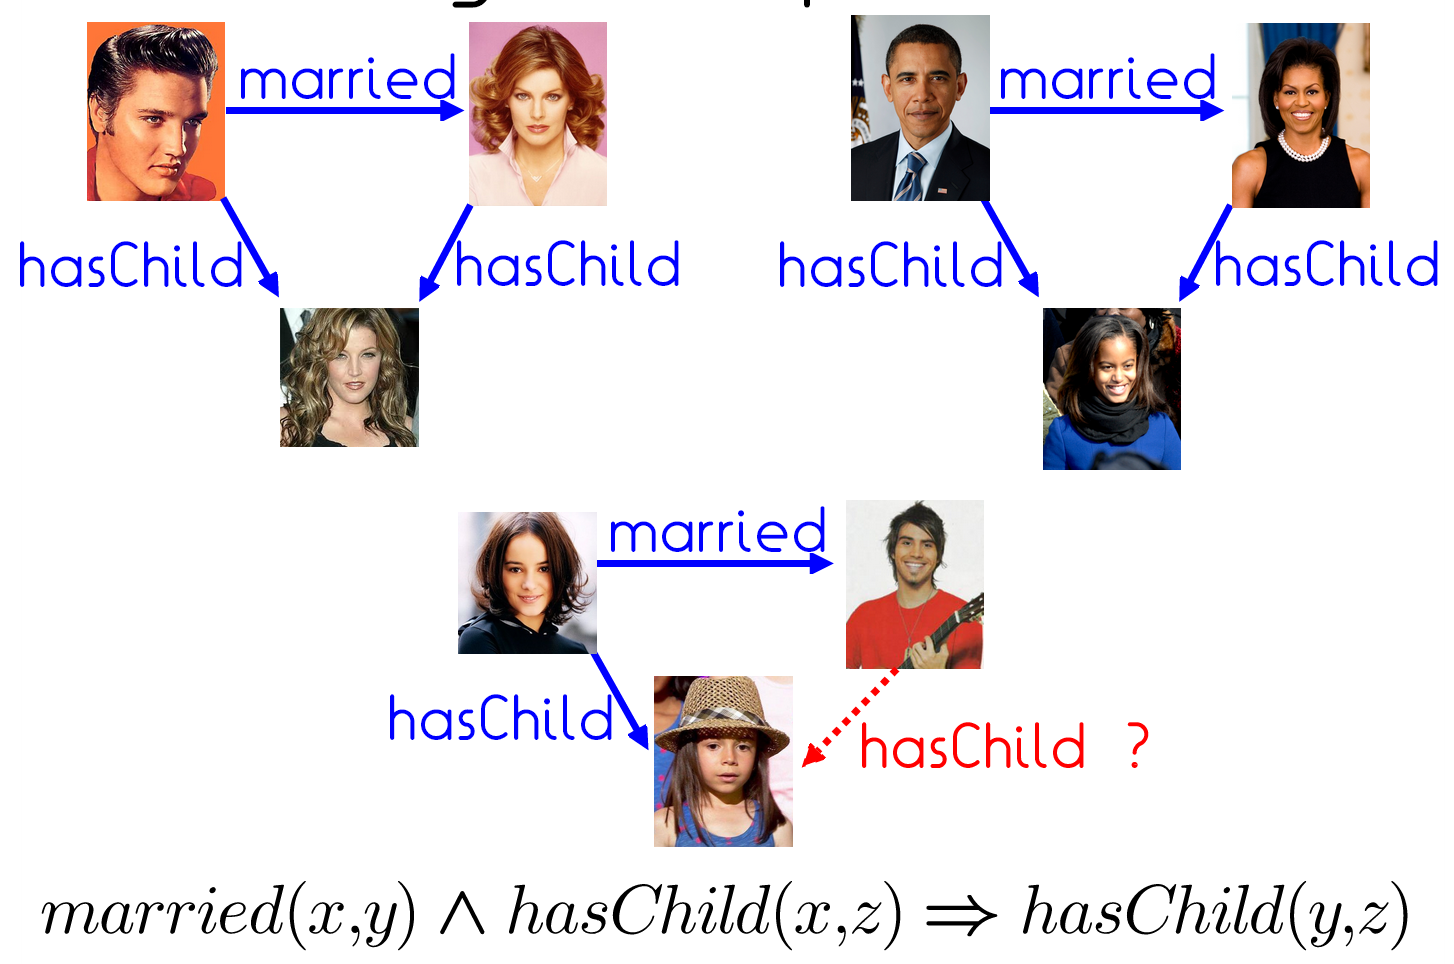 married married
hasChild hasChild hasChild hasChild
married
hasChild hasChild ?
married(x,y) ∧ hasChild(x,z) ⇒ hasChild(y,z)